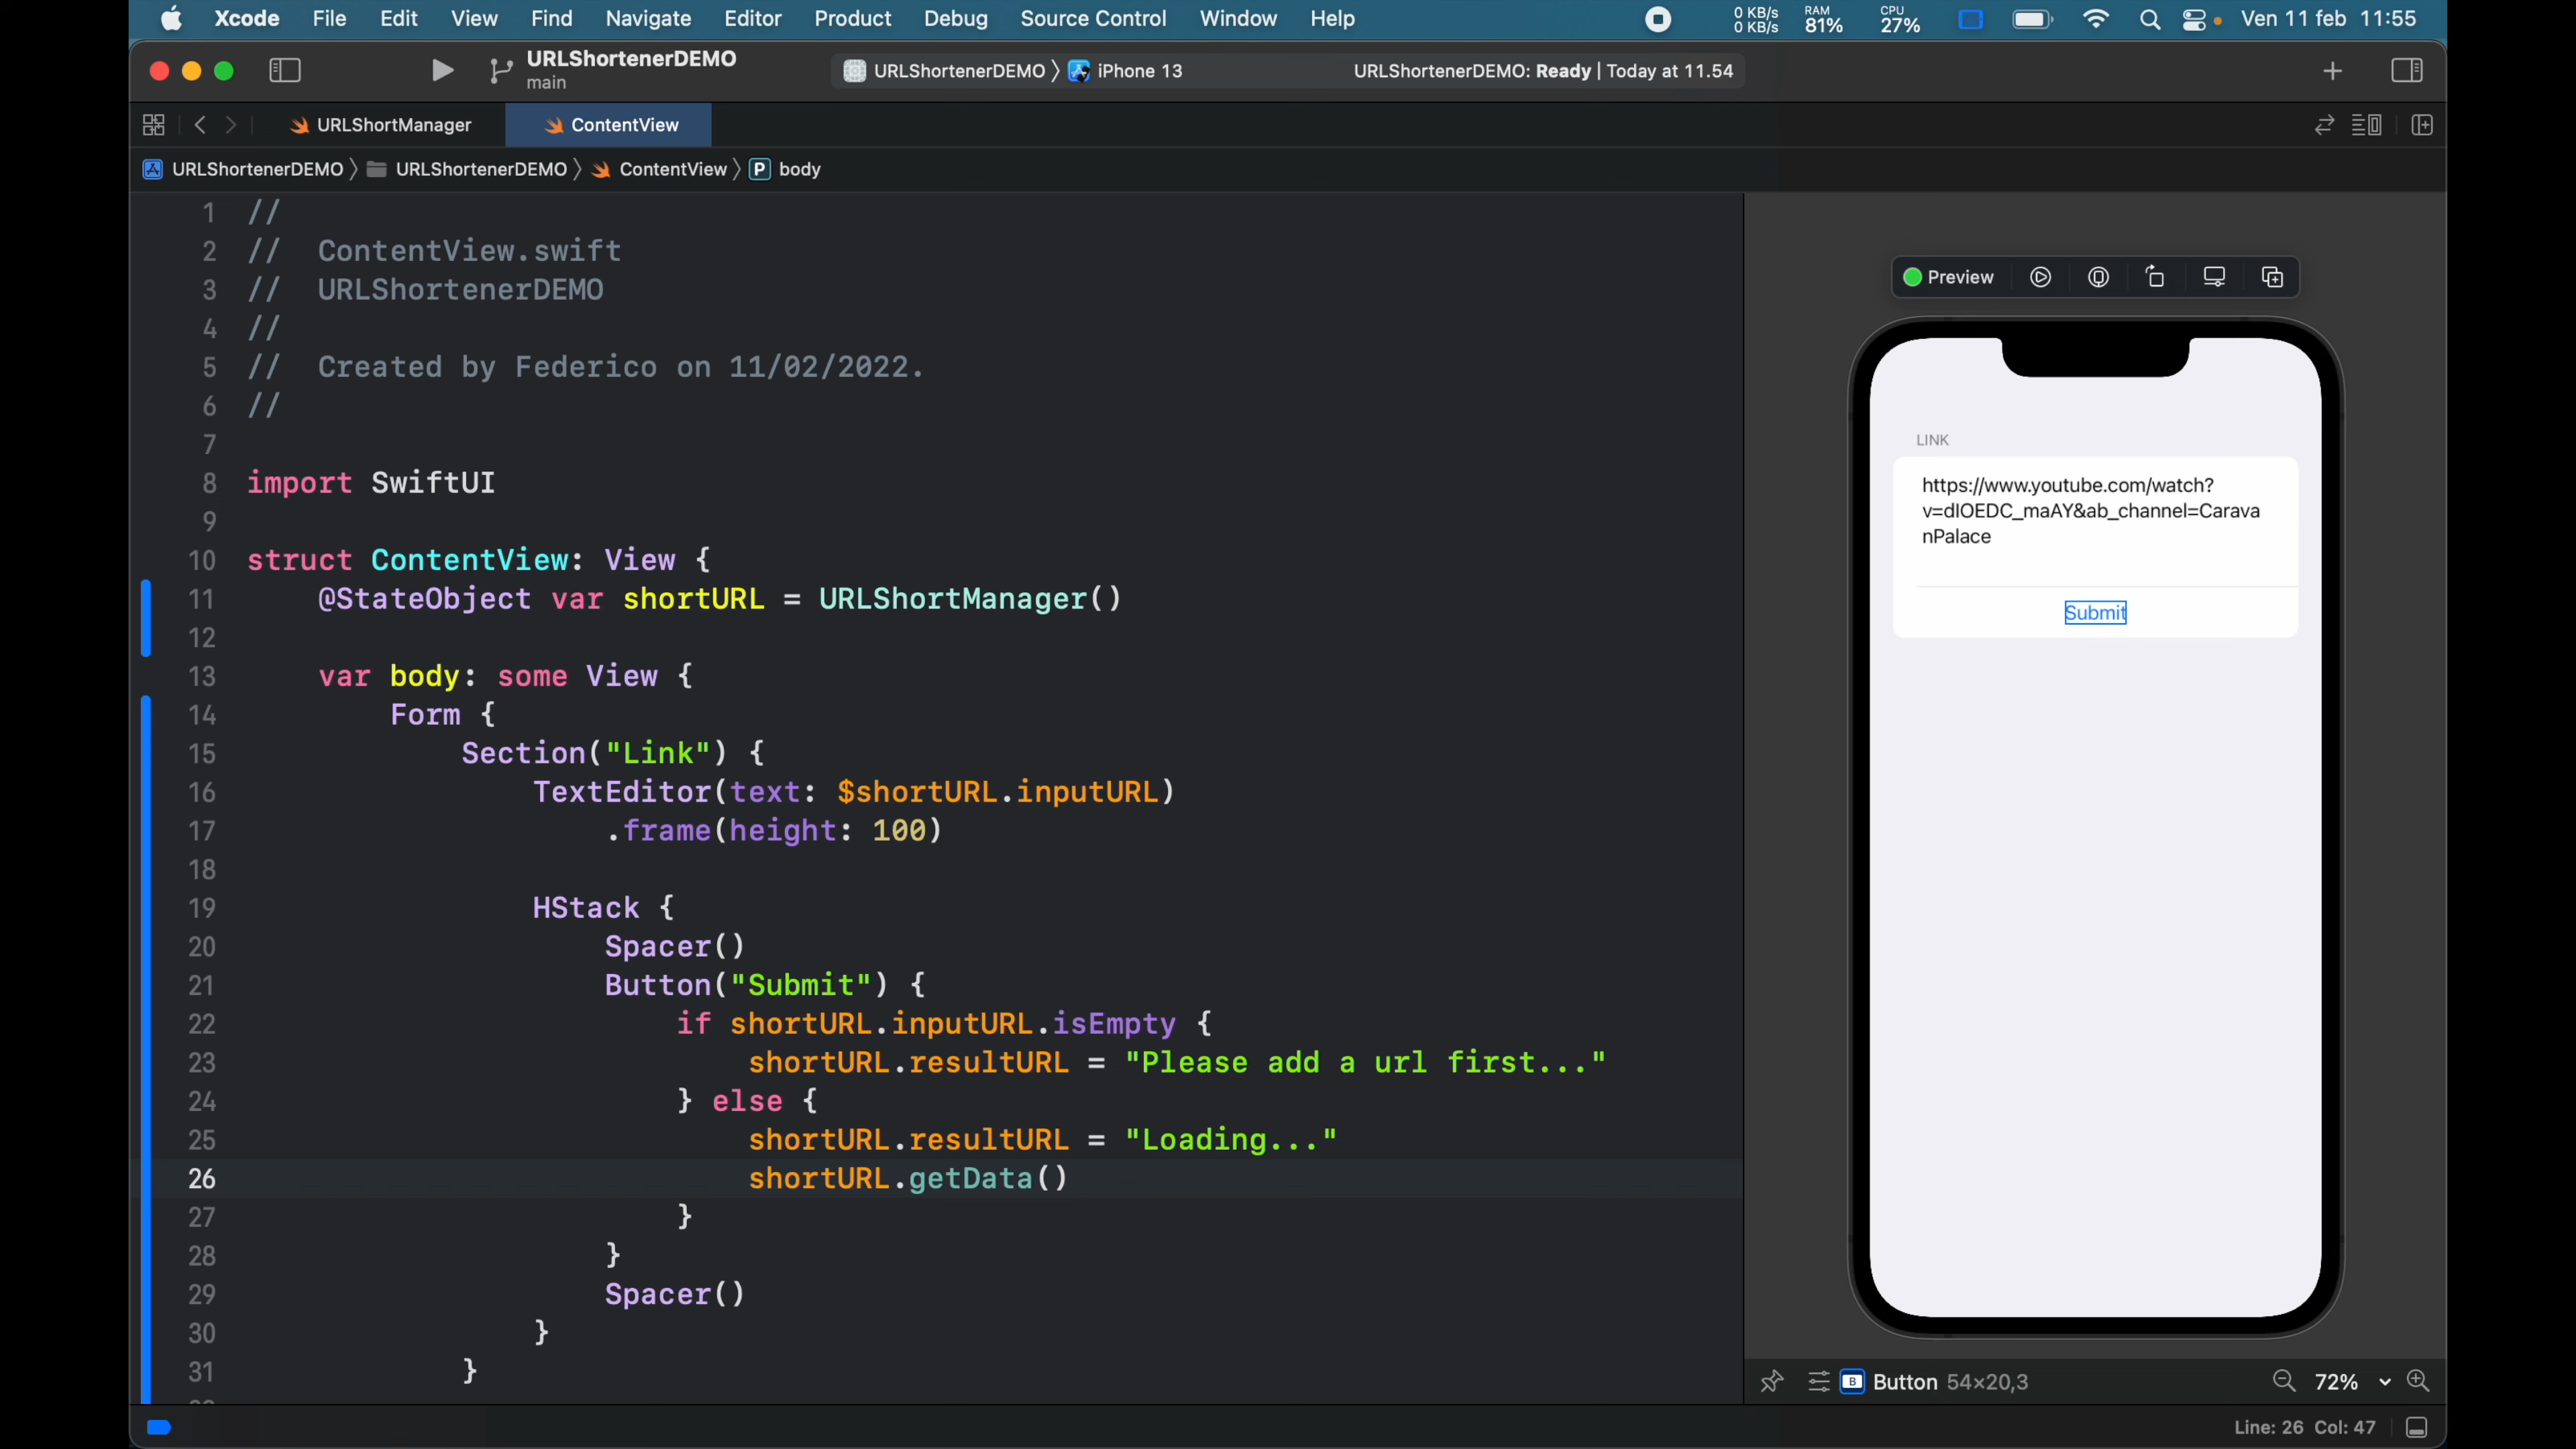 Xcode File Edit View Find Navigate Editor Product Debug Source Control Window Help 0 KB/s 0 KB/s RAM 81% CPU 27% Ven 11 feb 11:55
URLShortenerDEMO
main
URLShortenerDEMO iPhone 13 URLShortenerDEMO: Ready | Today at 11.54
URLShortManager ContentView
URLShortenerDEMO URLShortenerDEMO ContentView P body
1 //
2 //  ContentView.swift
3 //  URLShortenerDEMO
4 //
5 //  Created by Federico on 11/02/2022.
6 //
7
8 import SwiftUI
9
10 struct ContentView: View {
11     @StateObject var shortURL = URLShortManager()
12
13     var body: some View {
14         Form {
15             Section("Link") {
16                 TextEditor(text: $shortURL.inputURL)
17                     .frame(height: 100)
18
19                 HStack {
20                     Spacer()
21                     Button("Submit") {
22                         if shortURL.inputURL.isEmpty {
23                             shortURL.resultURL = "Please add a url first..."
24                         } else {
25                             shortURL.resultURL = "Loading..."
26                             shortURL.getData()
27                         }
28                     }
29                     Spacer()
30                 }
31             }
Preview
LINK
https://www.youtube.com/watch?
v=dIOEDC_maAY&ab_channel=Carava
nPalace
Submit
B Button 54×20,3 72%
Line: 26 Col: 47